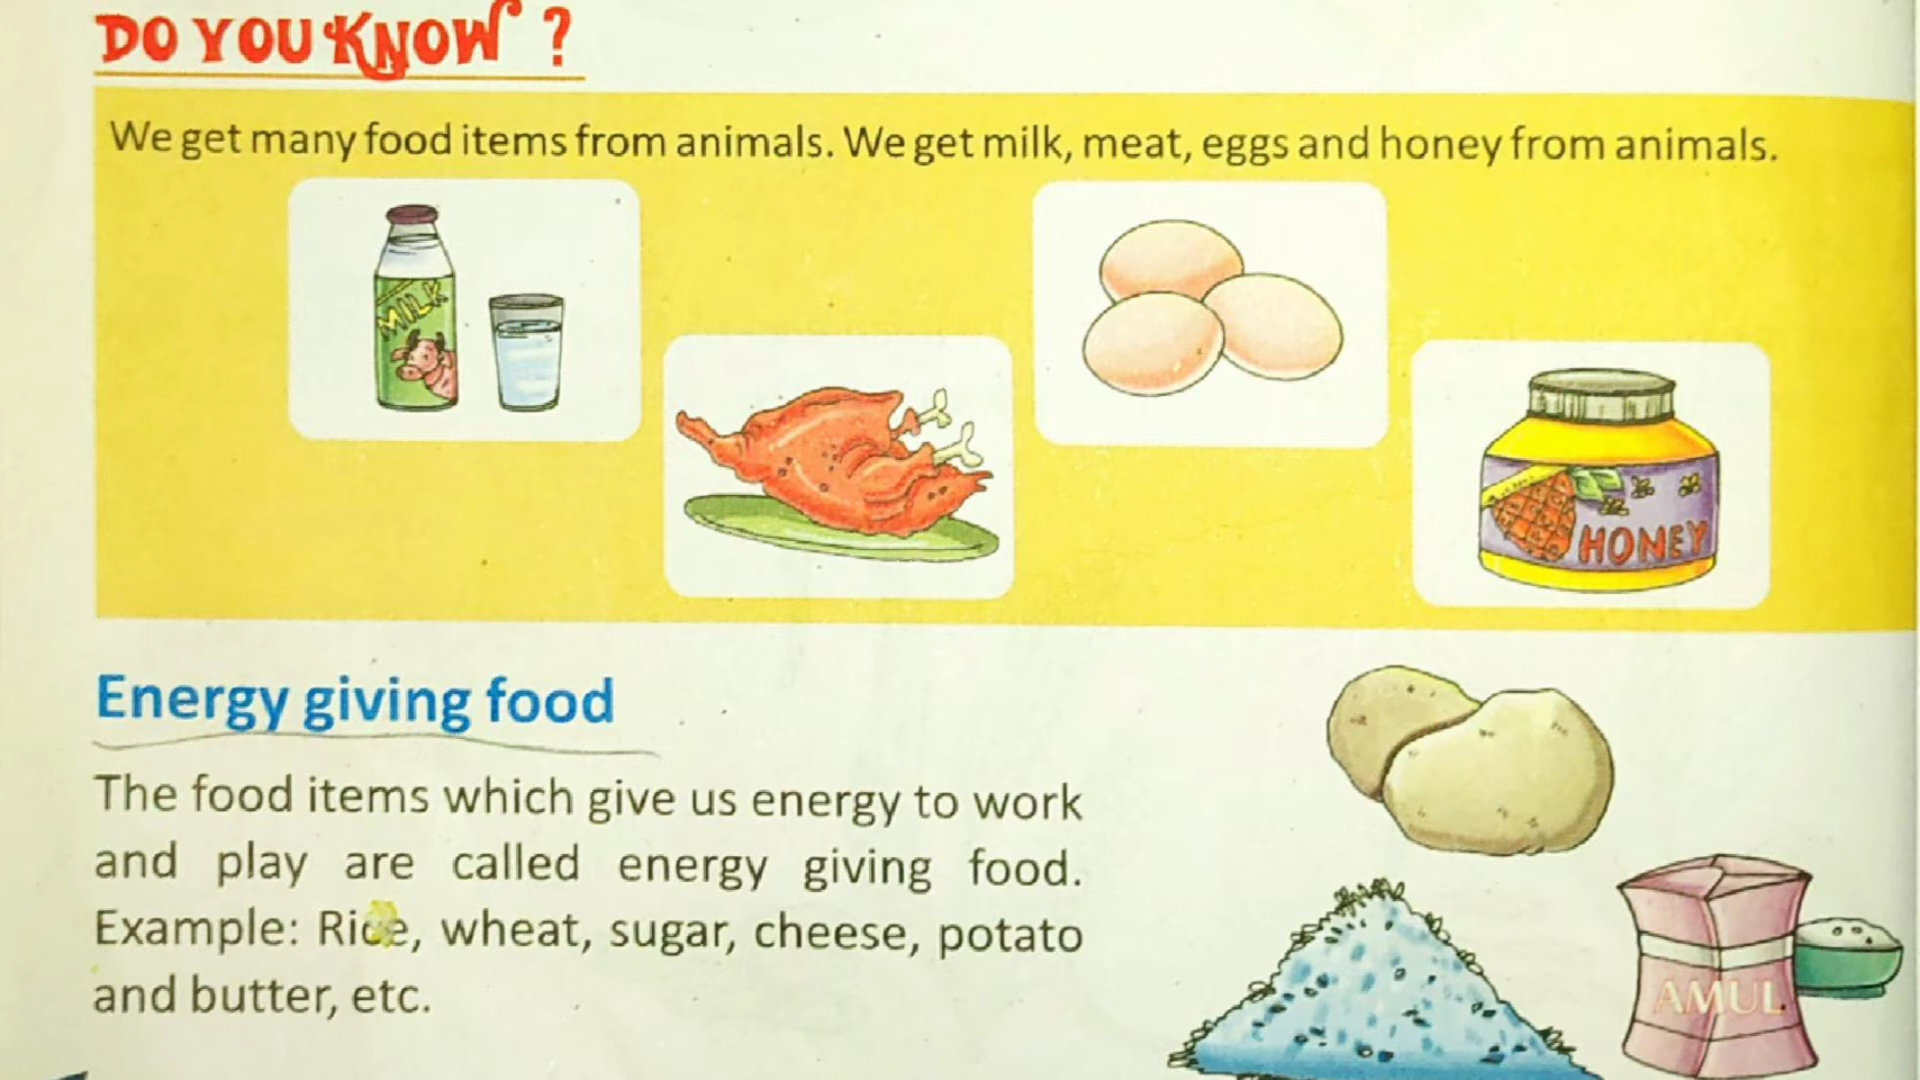 DO YOU KNOW ?
We get many food items from animals. We get milk, meat, eggs and honey from animals.
MILK
HONEY
Energy giving food
The food items which give us energy to work
and play are called energy giving food.
Example: Rice, wheat, sugar, cheese, potato
and butter, etc.
AMUL